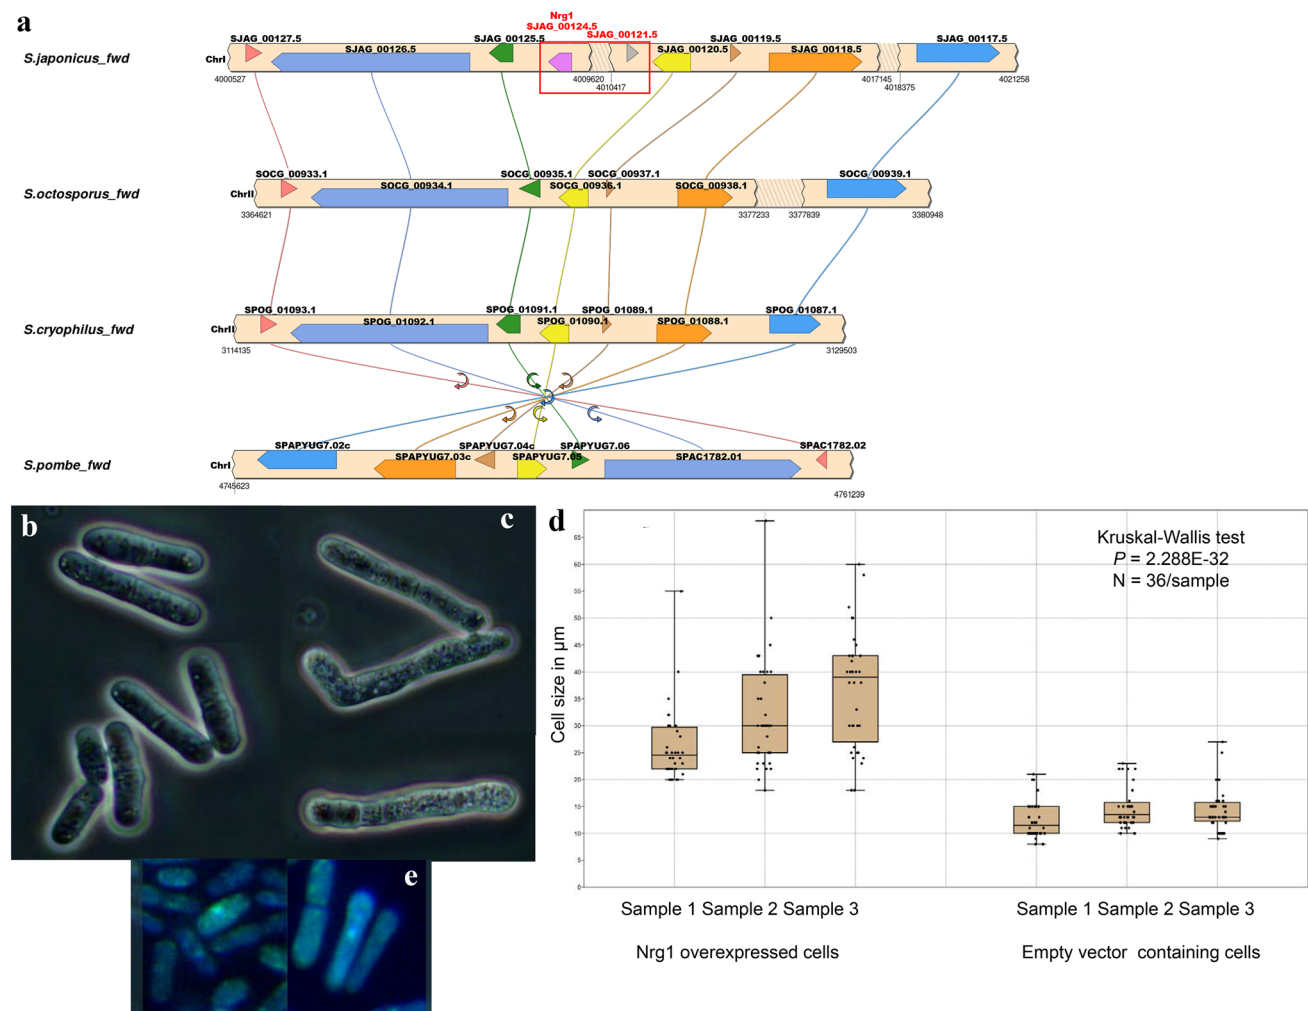 a
Nrg1
SJAG_00124.5
SJAG_00127.5
SJAG_00126.5
SJAG_00125.5
SJAG_00121.5
SJAG_00120.5
SJAG_00119.5
SJAG_00118.5
SJAG_00117.5
S.japonicus_fwd
ChrI
4000527
4009620
4010417
4017145
4018375
4021258
SOCG_00933.1
SOCG_00934.1
SOCG_00935.1
SOCG_00936.1
SOCG_00937.1
SOCG_00938.1
SOCG_00939.1
S.octosporus_fwd
ChrII
3364621
3377233
3377839
3380948
SPOG_01093.1
SPOG_01092.1
SPOG_01091.1
SPOG_01090.1
SPOG_01089.1
SPOG_01088.1
SPOG_01087.1
S.cryophilus_fwd
ChrII
3114135
3129503
SPAPYUG7.02c
SPAPYUG7.03c
SPAPYUG7.04c
SPAPYUG7.05
SPAPYUG7.06
SPAC1782.01
SPAC1782.02
S.pombe_fwd
ChrI
4745623
4761239
b
c
d
e
Kruskal-Wallis test
P = 2.288E-32
N = 36/sample
Cell size in µm
65
60
55
50
45
40
35
30
25
20
15
10
5
0
Sample 1 Sample 2 Sample 3
Sample 1 Sample 2 Sample 3
Nrg1 overexpressed cells
Empty vector containing cells